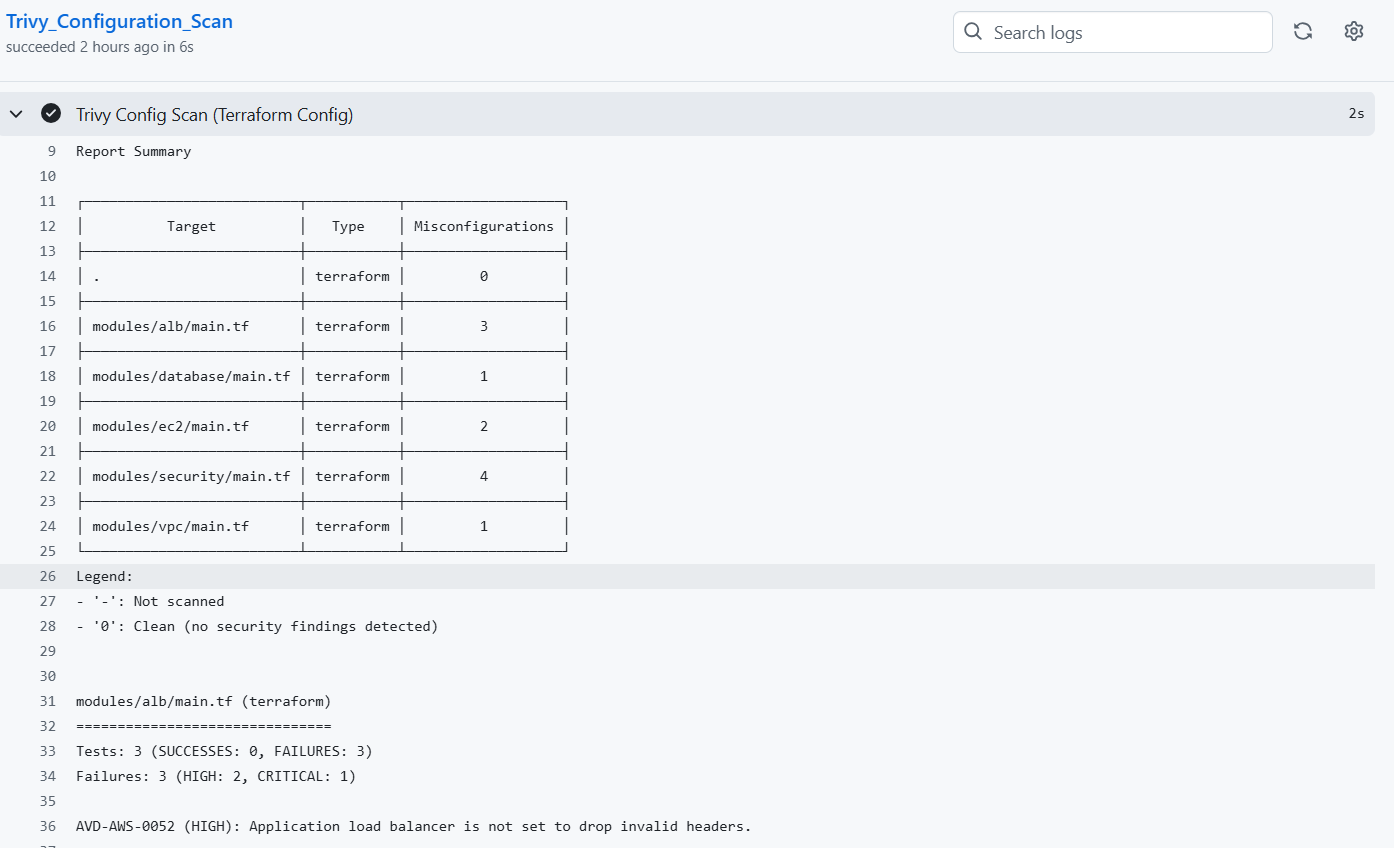 Trivy_Configuration_Scan
succeeded 2 hours ago in 6s
Search logs
Trivy Config Scan (Terraform Config) 2s
9 Report Summary
10
11
12 │ Target │ Type │ Misconfigurations │
13
14 │ . │ terraform │ 0 │
15
16 │ modules/alb/main.tf │ terraform │ 3 │
17
18 │ modules/database/main.tf │ terraform │ 1 │
19
20 │ modules/ec2/main.tf │ terraform │ 2 │
21
22 │ modules/security/main.tf │ terraform │ 4 │
23
24 │ modules/vpc/main.tf │ terraform │ 1 │
25
26 Legend:
27 - '-': Not scanned
28 - '0': Clean (no security findings detected)
29
30
31 modules/alb/main.tf (terraform)
32 ===============================
33 Tests: 3 (SUCCESSES: 0, FAILURES: 3)
34 Failures: 3 (HIGH: 2, CRITICAL: 1)
35
36 AVD-AWS-0052 (HIGH): Application load balancer is not set to drop invalid headers.